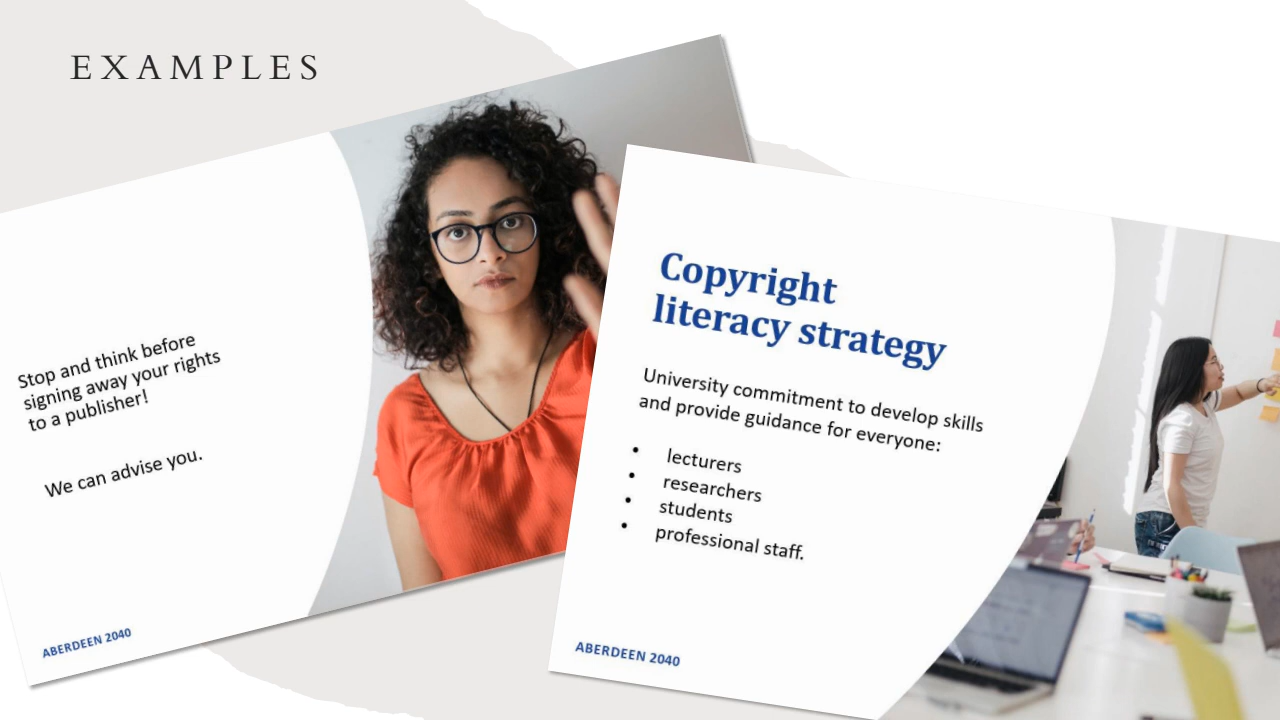 EXAMPLES
Stop and think before
signing away your rights
to a publisher!
We can advise you.
ABERDEEN 2040
Copyright
literacy strategy
University commitment to develop skills
and provide guidance for everyone:
• lecturers
• researchers
• students
• professional staff.
ABERDEEN 2040